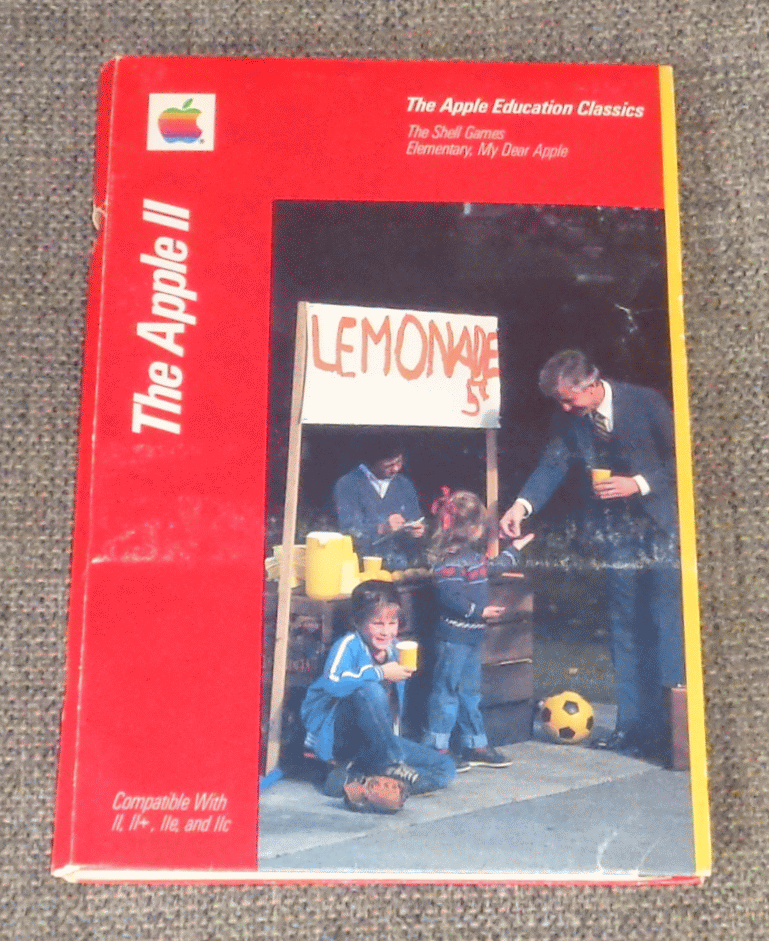 The Apple Education Classics
The Shell Games
Elementary, My Dear Apple
The Apple II
LEMONADE
5¢
Compatible With
II, II+, IIe, and IIc